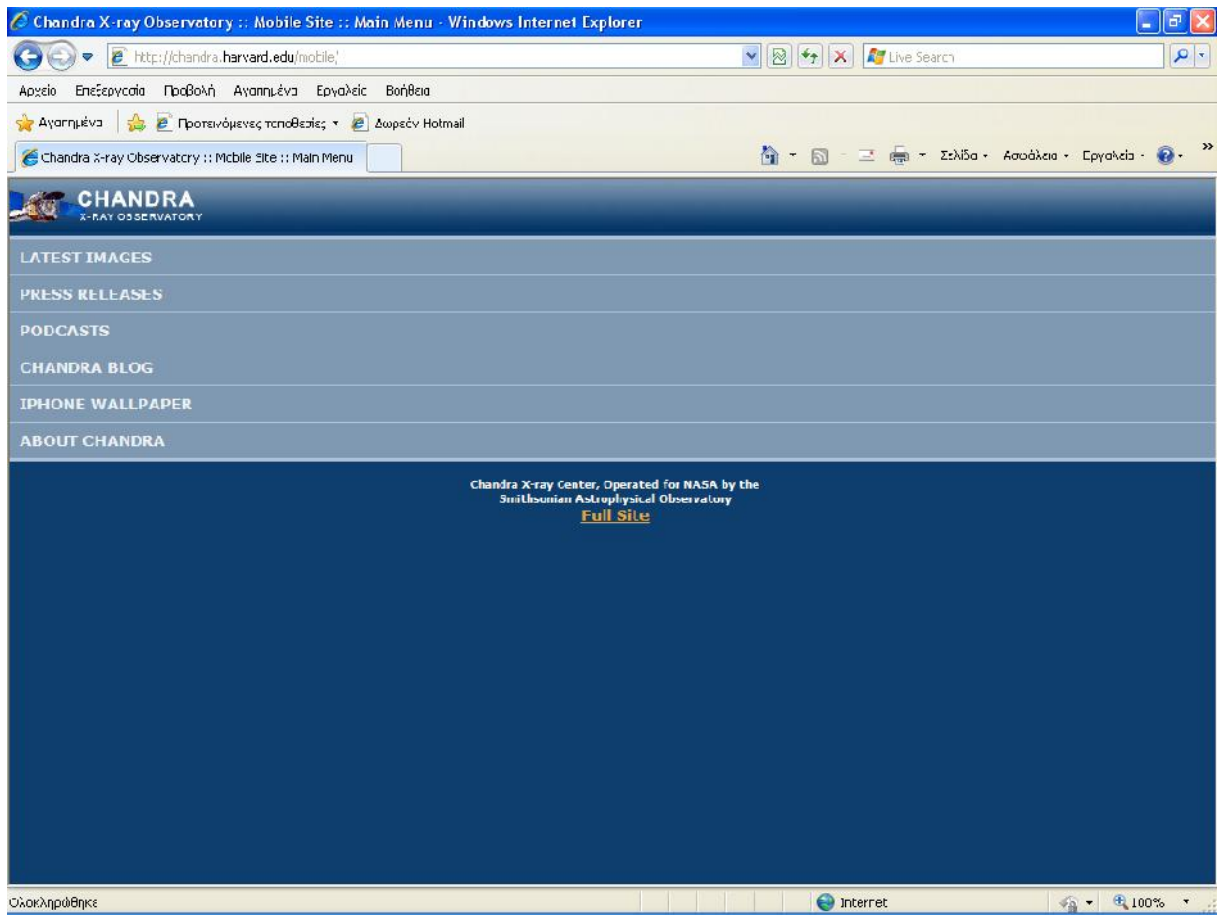 Chandra X-ray Observatory :: Mobile Site :: Main Menu - Windows Internet Explorer
http://chandra.harvard.edu/mobile/
Live Search
Αρχείο Επεξεργασία Προβολή Αγαπημένα Εργαλεία Βοήθεια
Αγαπημένα Προτεινόμενες τοποθεσίες Δωρεάν Hotmail
Chandra X-ray Observatory :: Mobile Site :: Main Menu
Σελίδα Ασφάλεια Εργαλεία
CHANDRA
X-RAY OBSERVATORY
LATEST IMAGES
PRESS RELEASES
PODCASTS
CHANDRA BLOG
IPHONE WALLPAPER
ABOUT CHANDRA
Chandra X-ray Center, Operated for NASA by the
Smithsonian Astrophysical Observatory
Full Site
Ολοκληρώθηκε Internet 100%